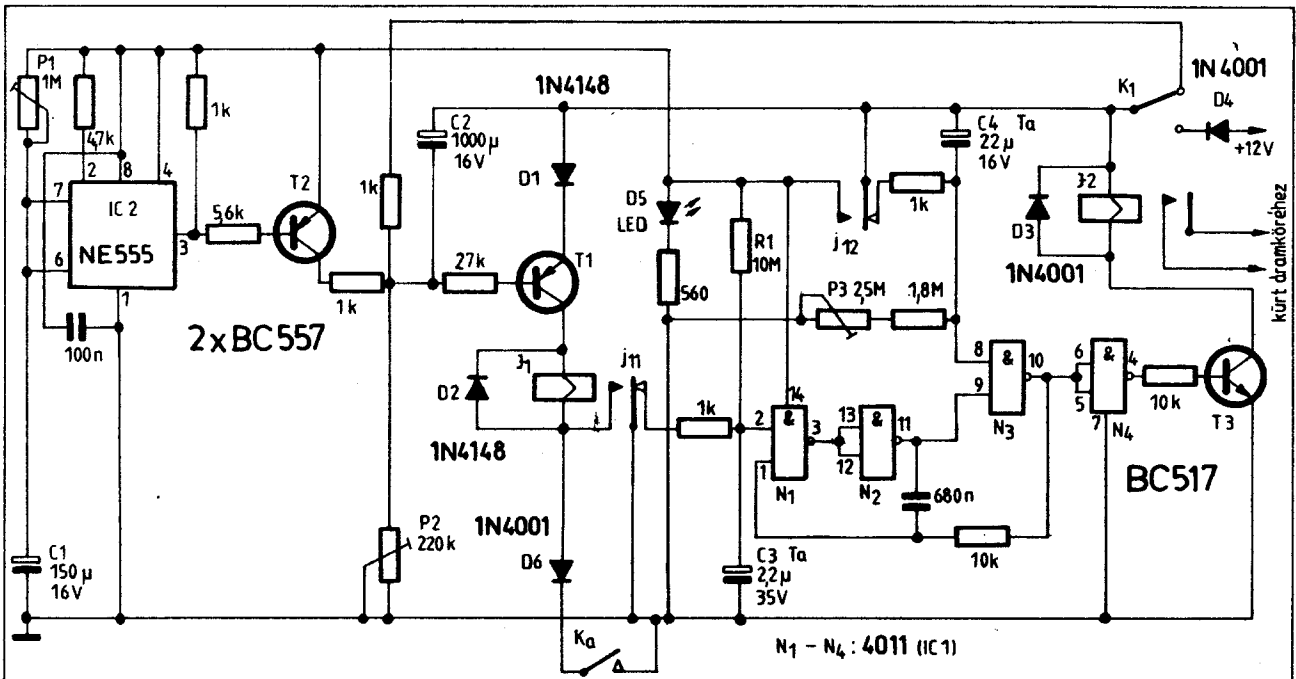 P1
1M
4,7k
1k
2
8
4
7
IC 2
NE555
3
6
1
5,6k
T2
1k
100n
2xBC557
C1
150µ
16V
1k
C2
1000µ
16V
27k
1N4148
D1
T1
D2
J1
1N4148
1N4001
D6
P2
220k
Ka
j11
1k
D5
LED
560
R1
10M
j12
1k
C4 Ta
22µ
16V
P3 2,5M
1,8M
C3 Ta
2,2µ
35V
14
2
&
3
1
N1
13
&
11
12
N2
680n
10k
8
&
10
9
N3
6
&
4
5
7
N4
10k
T3
BC517
K1
1N4001
D4
+12V
J2
D3
1N4001
kürt áramköréhez
N1 – N4 : 4011 (IC1)